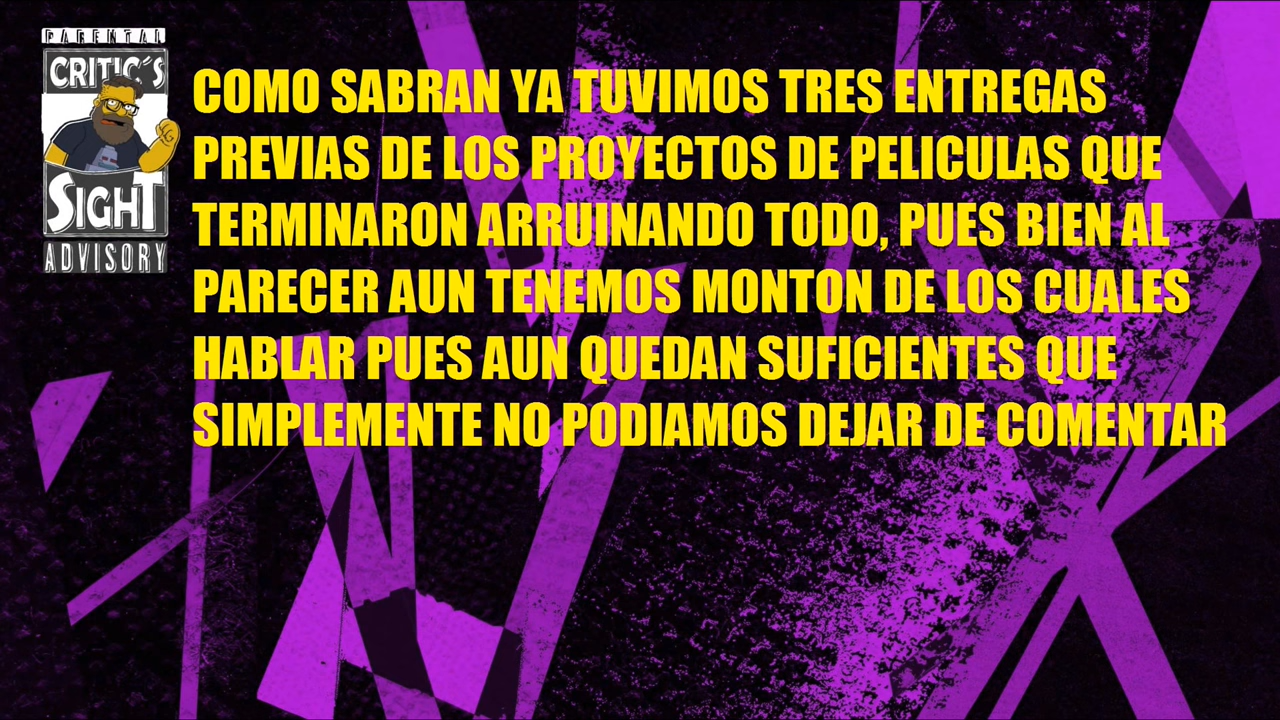 PARENTAL
CRITIC´S
SIGHT
ADVISORY
COMO SABRAN YA TUVIMOS TRES ENTREGAS
PREVIAS DE LOS PROYECTOS DE PELICULAS QUE
TERMINARON ARRUINANDO TODO, PUES BIEN AL
PARECER AUN TENEMOS MONTON DE LOS CUALES
HABLAR PUES AUN QUEDAN SUFICIENTES QUE
SIMPLEMENTE NO PODIAMOS DEJAR DE COMENTAR